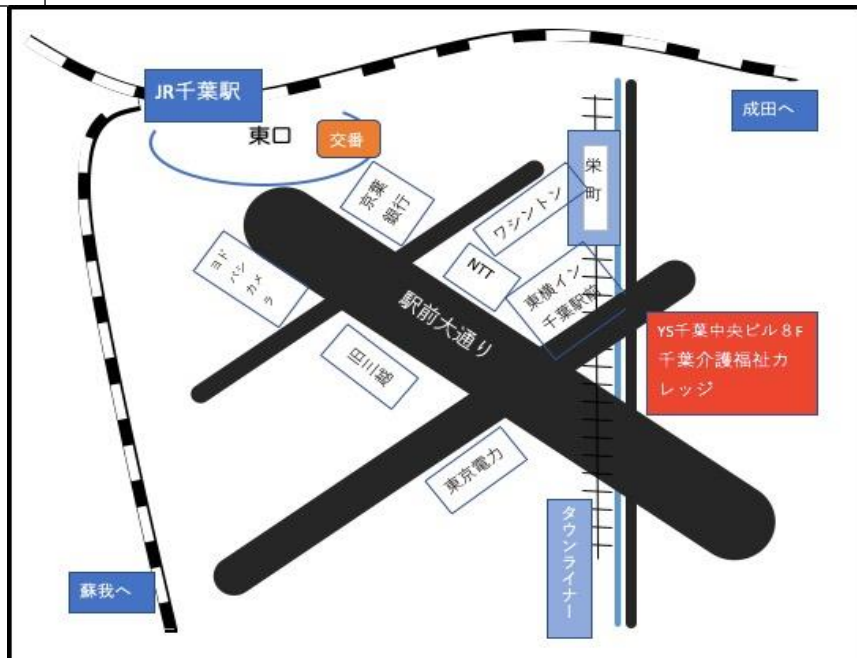 JR千葉駅
成田へ
東口
交番
栄
町
京葉
銀行
ワシントン
ヨド
バシ
カメ
ラ
NTT
東横イン
千葉駅前
駅前大通り
YS千葉中央ビル8F
千葉介護福祉カ
レッジ
旧三越
東京電力
タウンライナー
蘇我へ